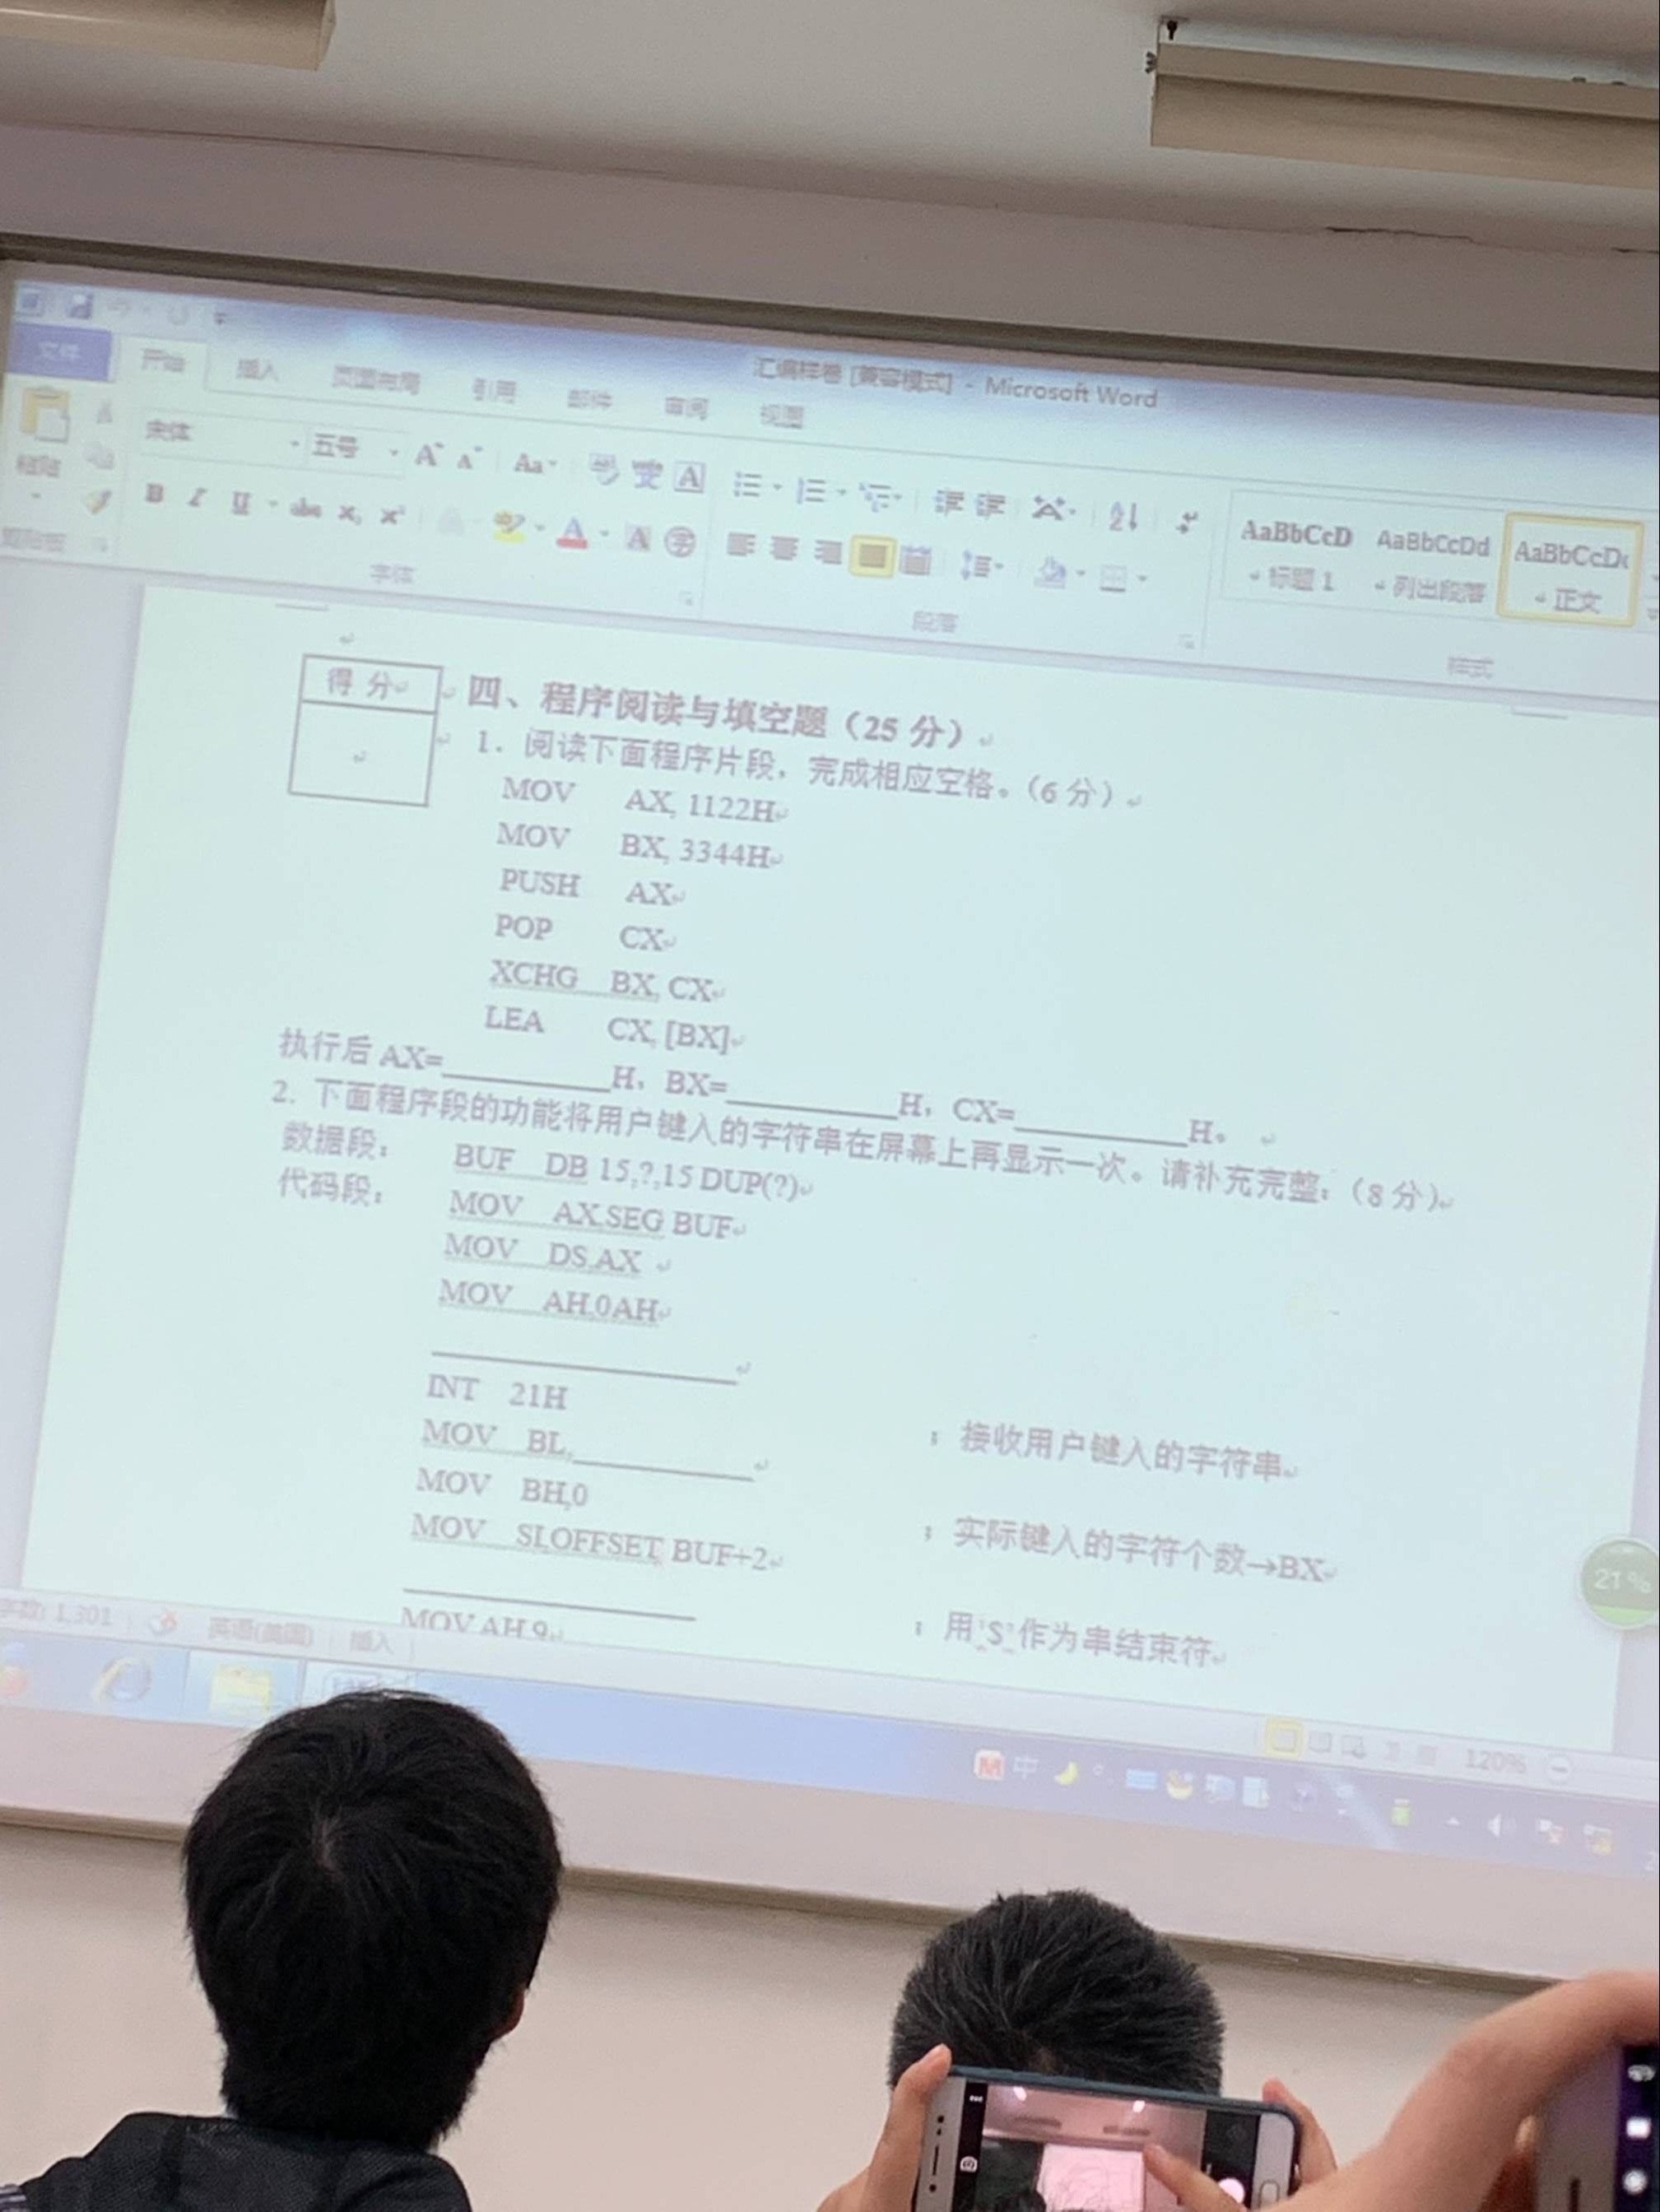 文件 开始 插入 页面布局 引用 邮件 审阅 视图
汇编样卷 [兼容模式] - Microsoft Word
宋体 五号
粘贴
剪贴板 字体 段落 样式
AaBbCcD AaBbCcDd AaBbCcDc
标题 1 列出段落 正文
得 分
四、程序阅读与填空题（25 分）
1. 阅读下面程序片段，完成相应空格。（6 分）
MOV AX, 1122H
MOV BX, 3344H
PUSH AX
POP CX
XCHG BX, CX
LEA CX, [BX]
执行后 AX=__________H，BX=__________H，CX=__________H。
2. 下面程序段的功能将用户键入的字符串在屏幕上再显示一次。请补充完整：（8 分）
数据段： BUF DB 15,?,15 DUP(?)
代码段： MOV AX,SEG BUF
MOV DS,AX
MOV AH,0AH
__________________
INT 21H ；接收用户键入的字符串
MOV BL,__________
MOV BH,0 ；实际键入的字符个数→BX
MOV SI,OFFSET BUF+2
__________________ ；用'S'作为串结束符
MOV AH,9
字数: 1,301 英语(美国) 插入
120%
21%
中